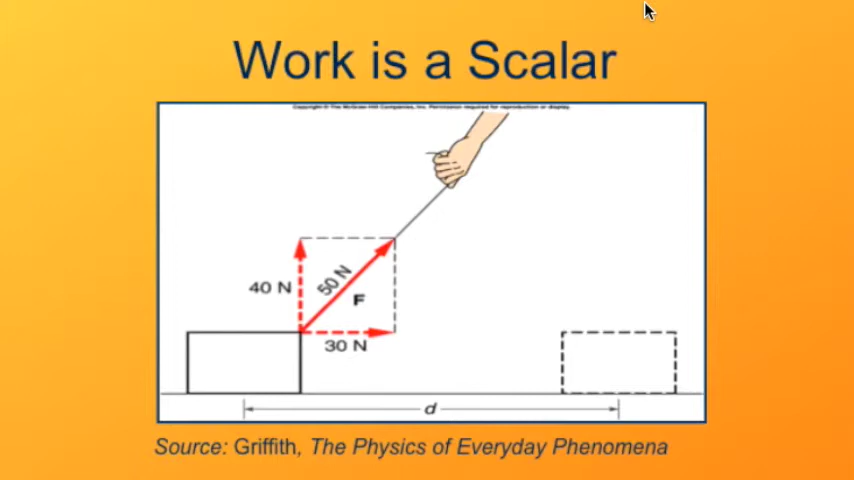 Work is a Scalar
Copyright © The McGraw-Hill Companies, Inc. Permission required for reproduction or display.
40 N
50 N
F
30 N
d
Source: Griffith, The Physics of Everyday Phenomena